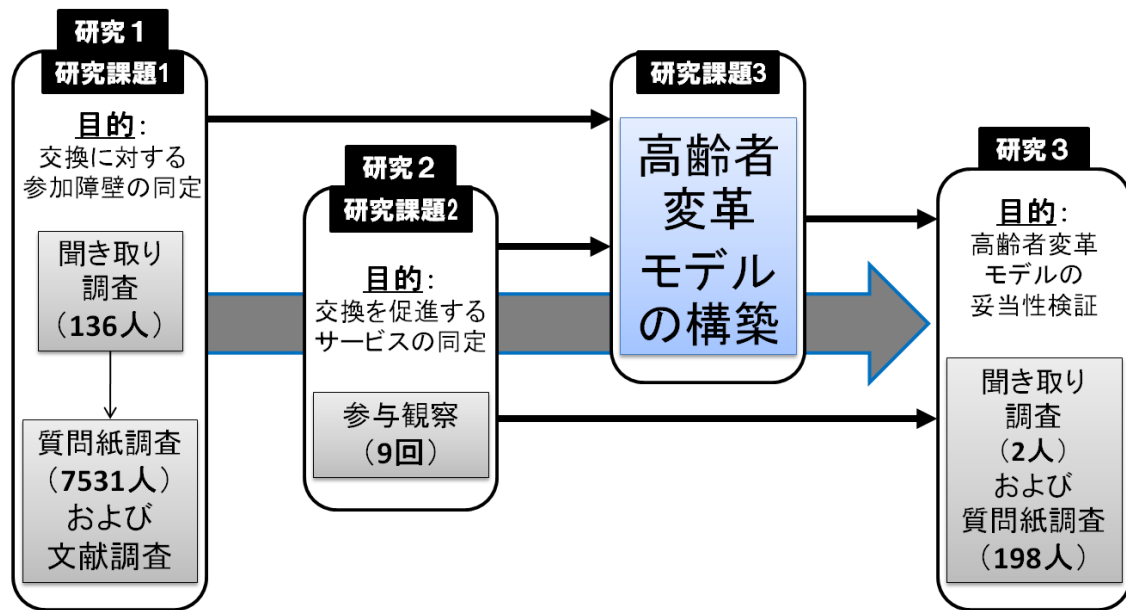 研究１
研究課題1
目的：
交換に対する
参加障壁の同定
聞き取り
調査
（136人）
質問紙調査
（7531人）
および
文献調査
研究２
研究課題2
目的：
交換を促進する
サービスの同定
参与観察
（9回）
研究課題3
高齢者
変革
モデル
の構築
研究３
目的：
高齢者変革
モデルの
妥当性検証
聞き取り
調査
（2人）
および
質問紙調査
（198人）